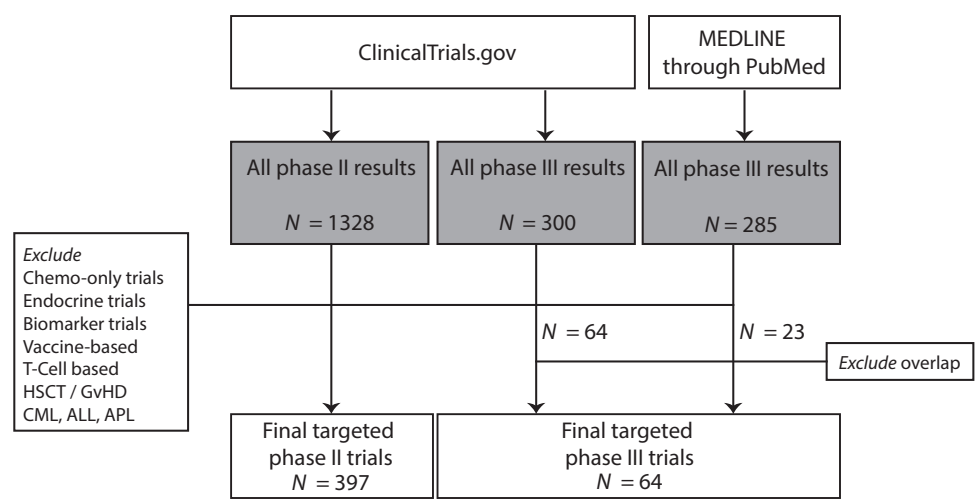 ClinicalTrials.gov
MEDLINE
through PubMed
All phase II results
N = 1328
All phase III results
N = 300
All phase III results
N = 285
Exclude
Chemo-only trials
Endocrine trials
Biomarker trials
Vaccine-based
T-Cell based
HSCT / GvHD
CML, ALL, APL
N = 64
N = 23
Exclude overlap
Final targeted
phase II trials
N = 397
Final targeted
phase III trials
N = 64